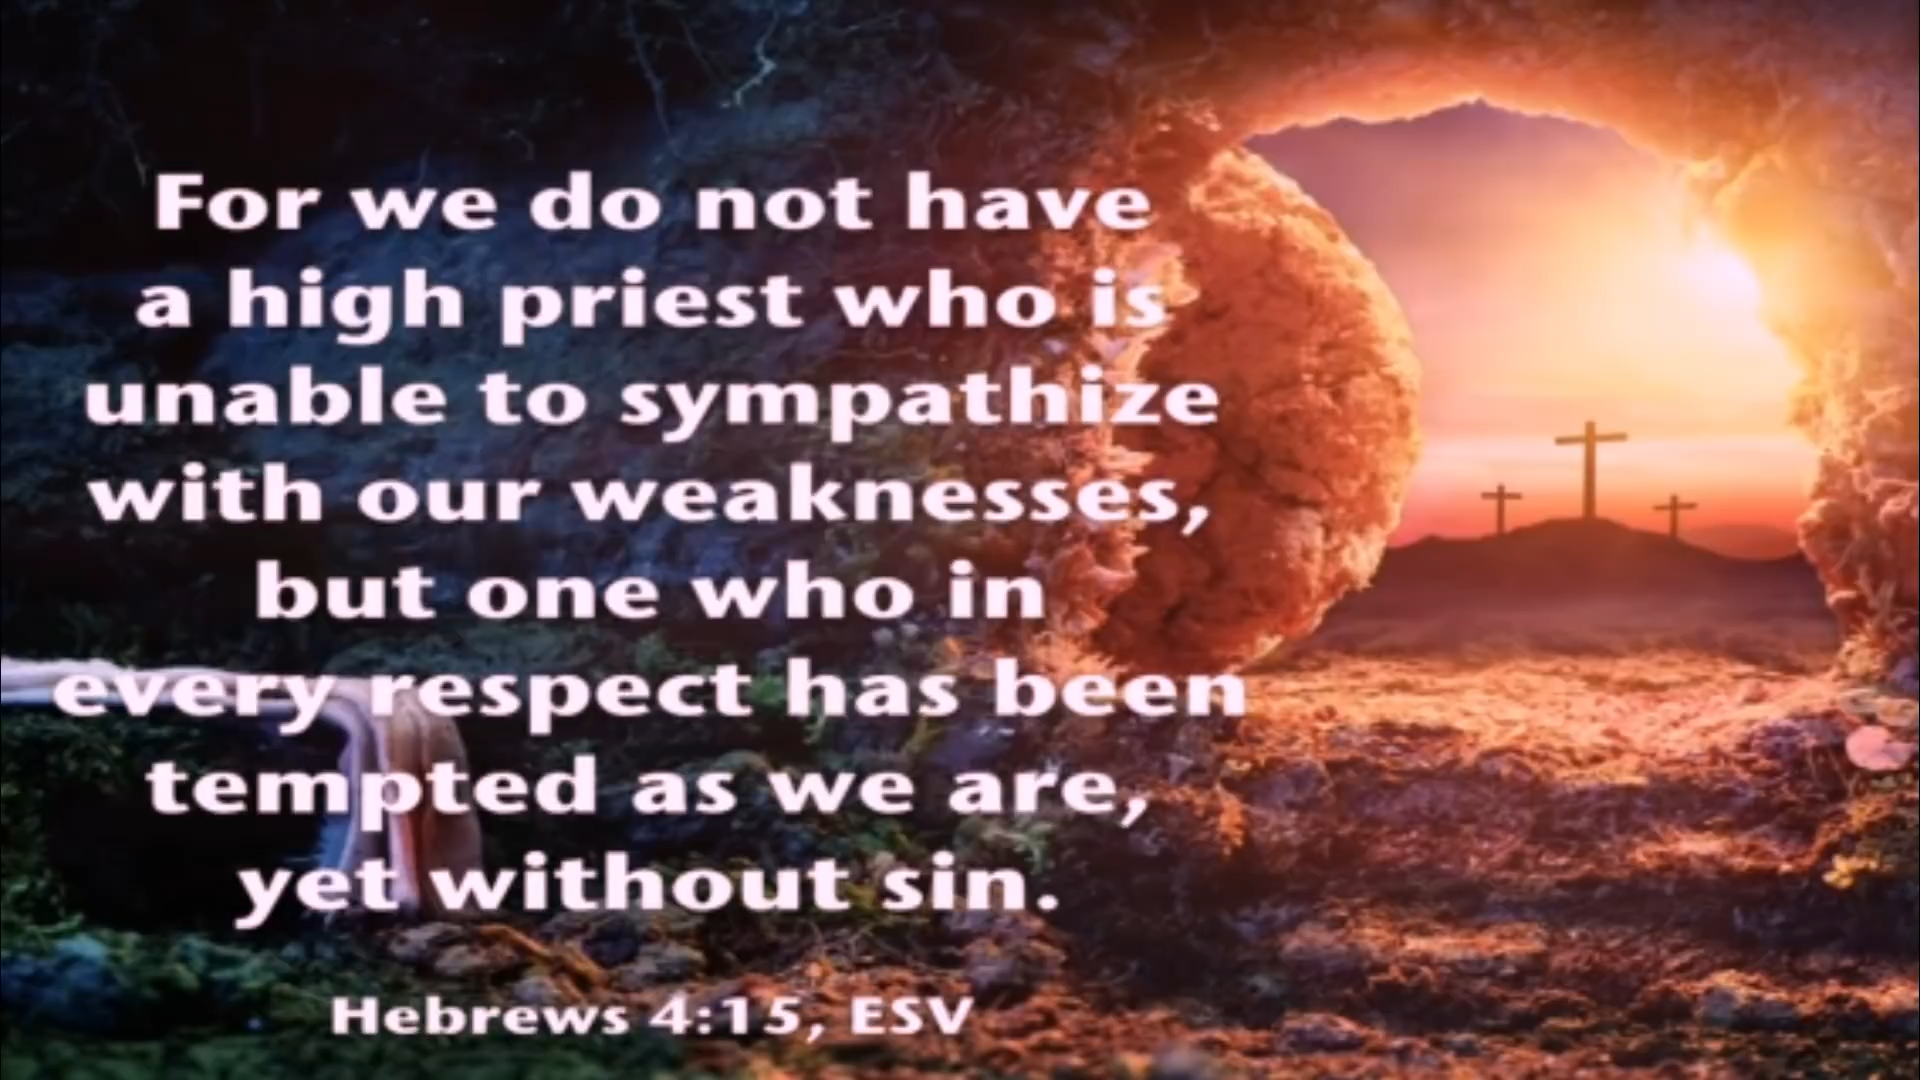 For we do not have
a high priest who is
unable to sympathize
with our weaknesses,
but one who in
every respect has been
tempted as we are,
yet without sin.
Hebrews 4:15, ESV